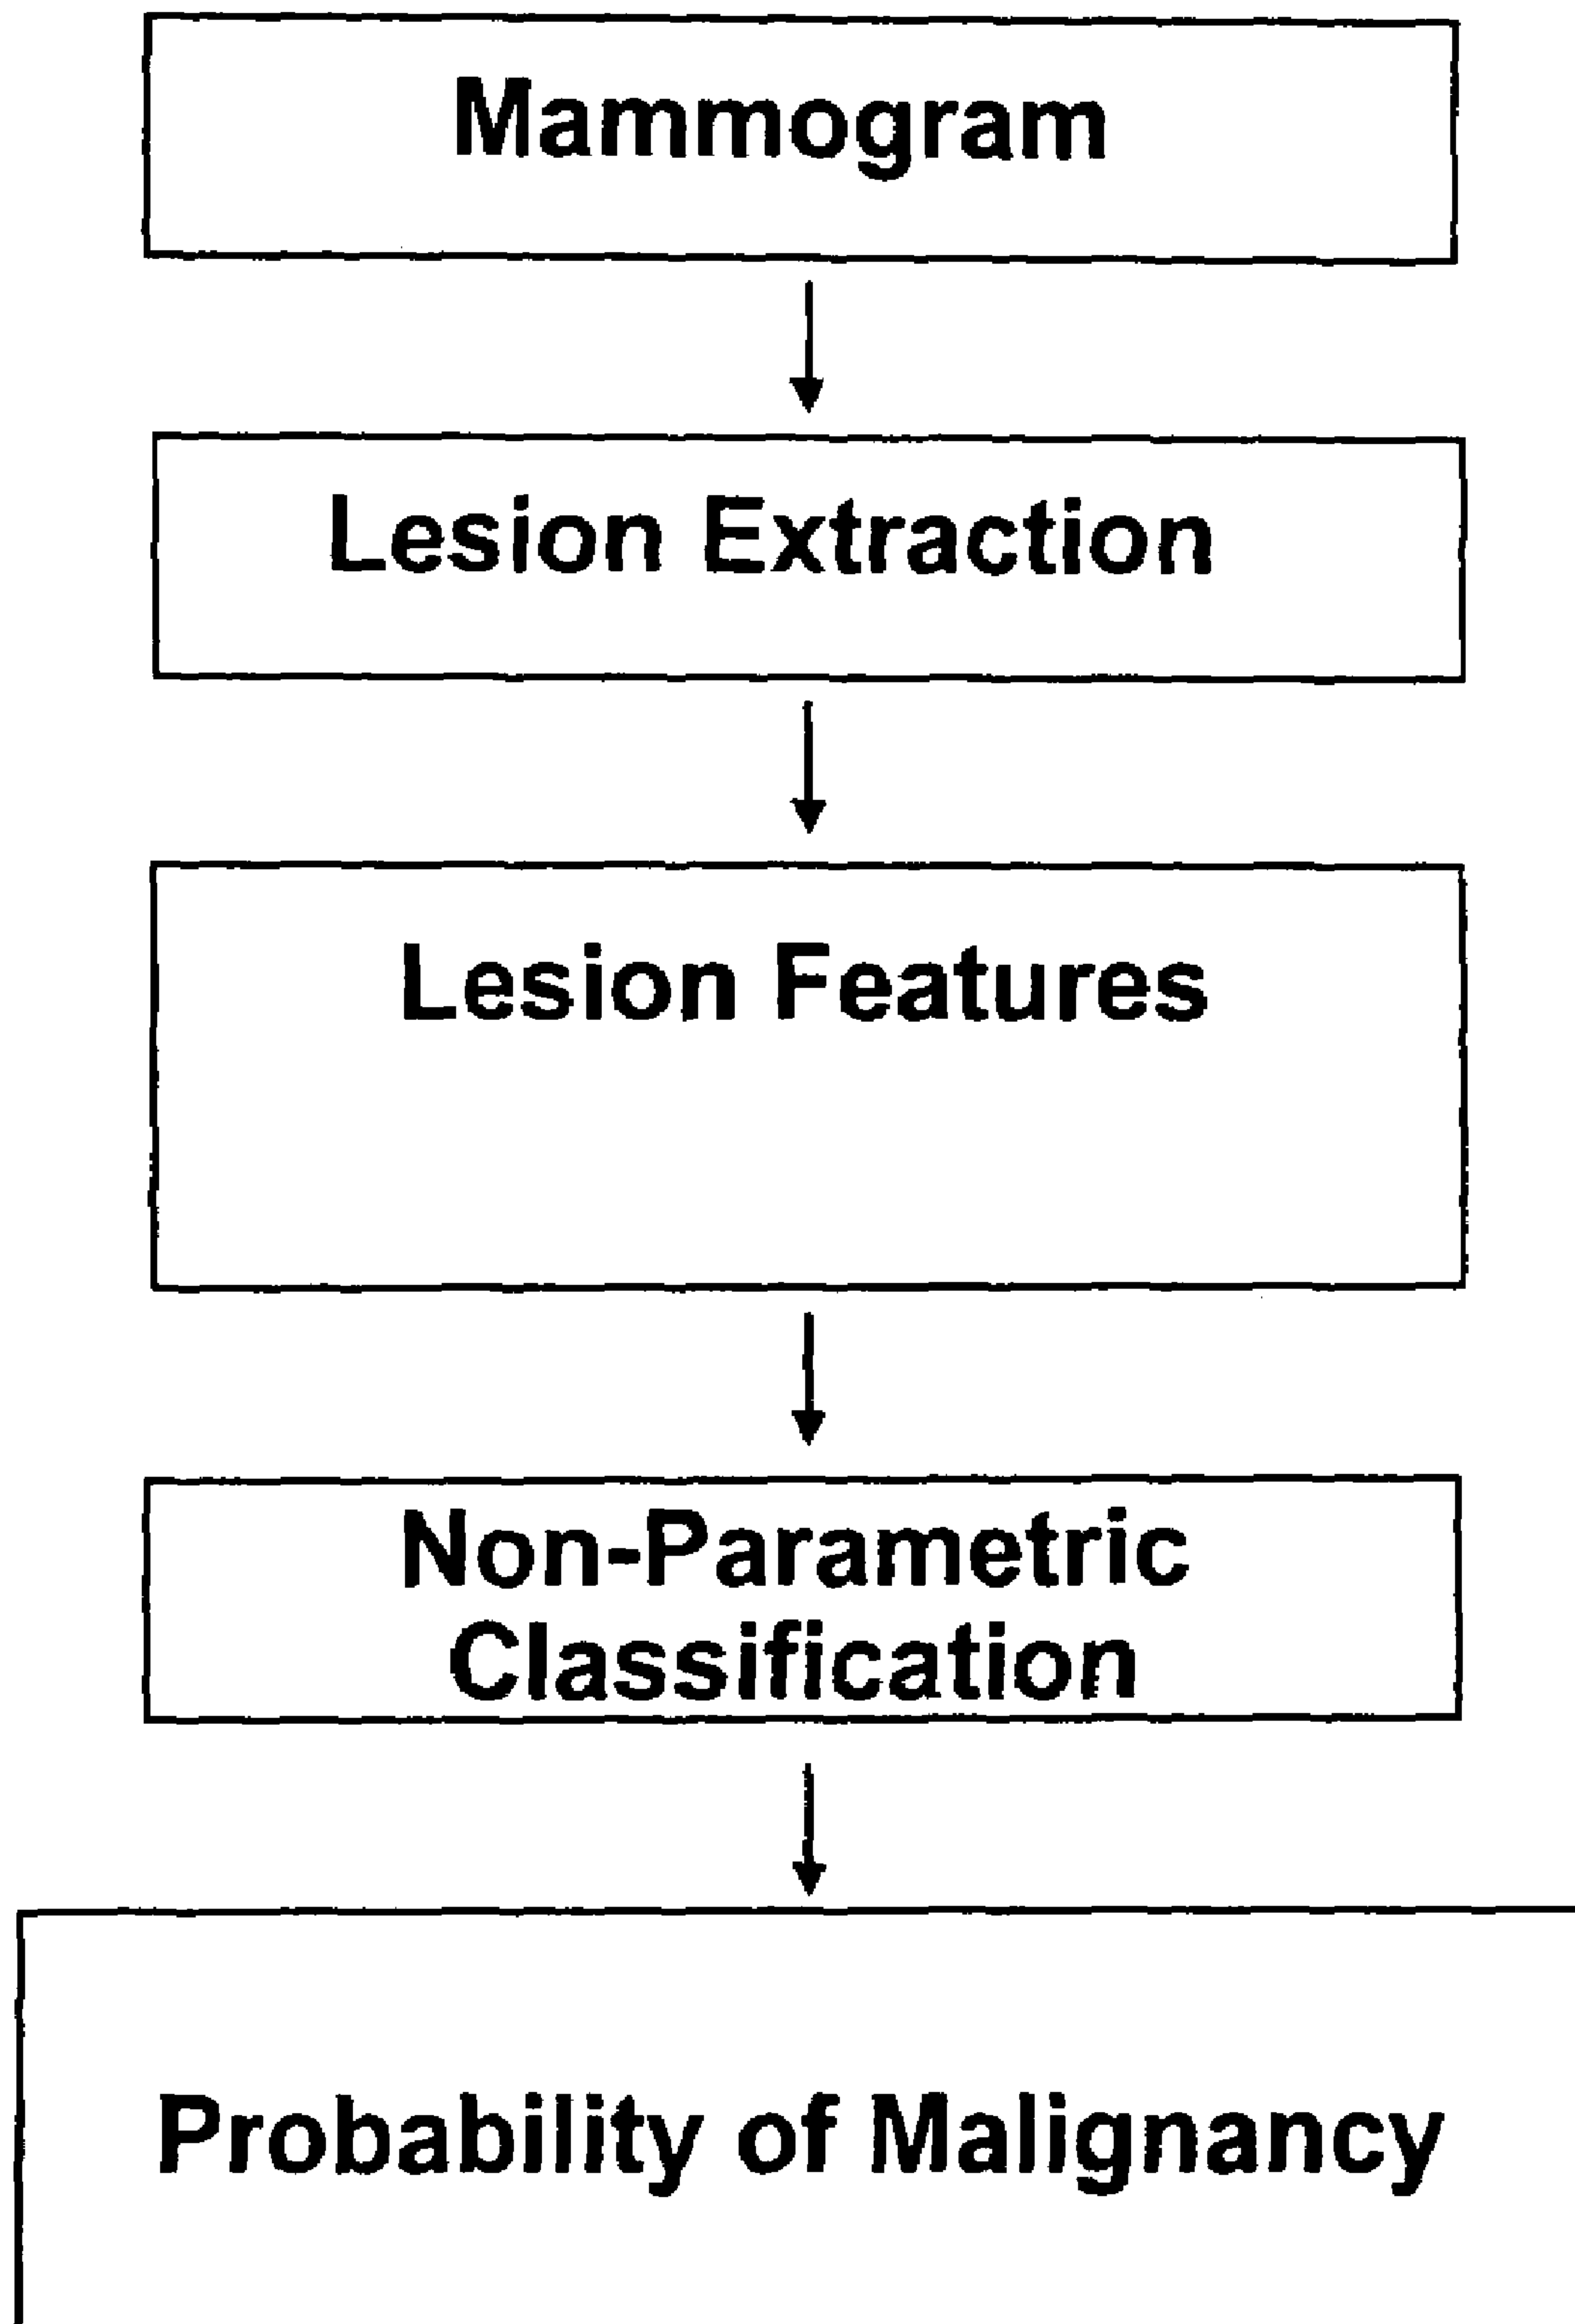 Mammogram
Lesion Extraction
Lesion Features
Non-Parametric
Classification
Probability of Malignancy